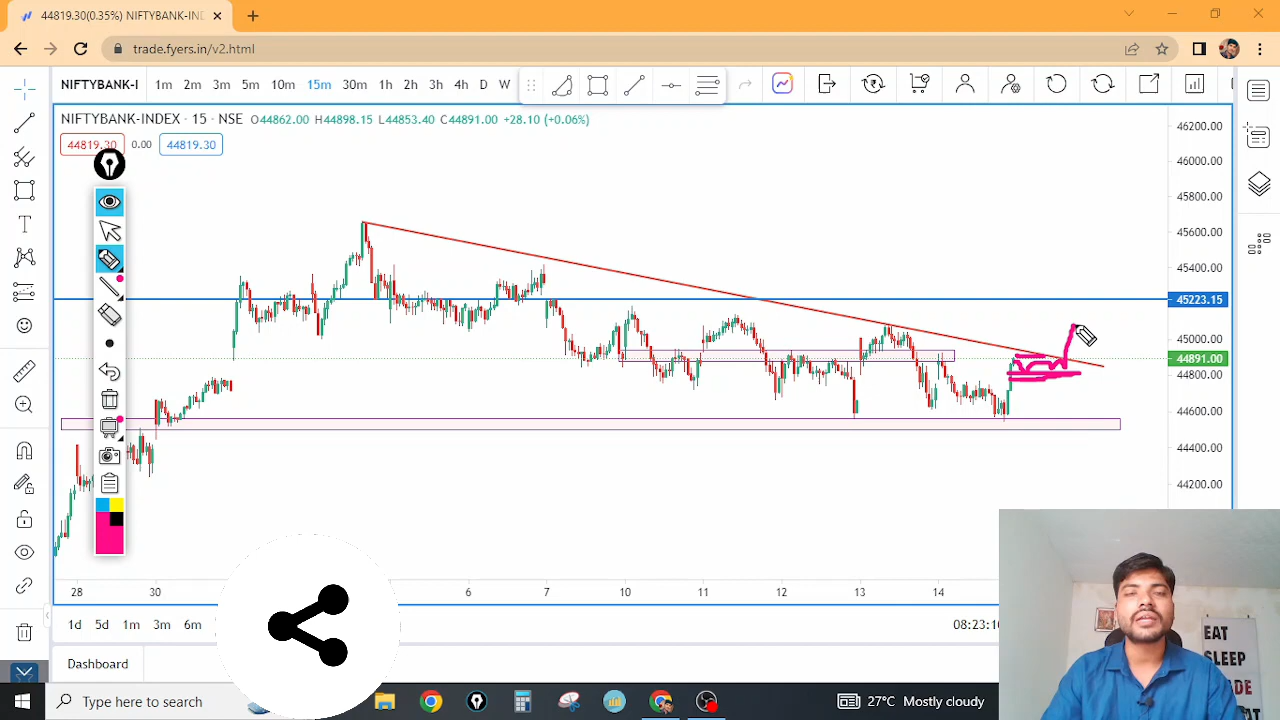 44819.30(0.35%) NIFTYBANK-IND
trade.fyers.in/v2.html
NIFTYBANK-I 1m 2m 3m 5m 10m 15m 30m 1h 2h 3h 4h D W
NIFTYBANK-INDEX · 15 · NSE O44862.00 H44898.15 L44853.40 C44891.00 +28.10 (+0.06%)
44819.30 0.00 44819.30
46200.00
46000.00
45800.00
45600.00
45400.00
45223.15
45000.00
44891.00
44800.00
44600.00
44400.00
44200.00
28 30 6 7 10 11 12 13 14
1d 5d 1m 3m 6m 08:23:10
Dashboard
EAT
SLEEP
Type here to search 27°C Mostly cloudy